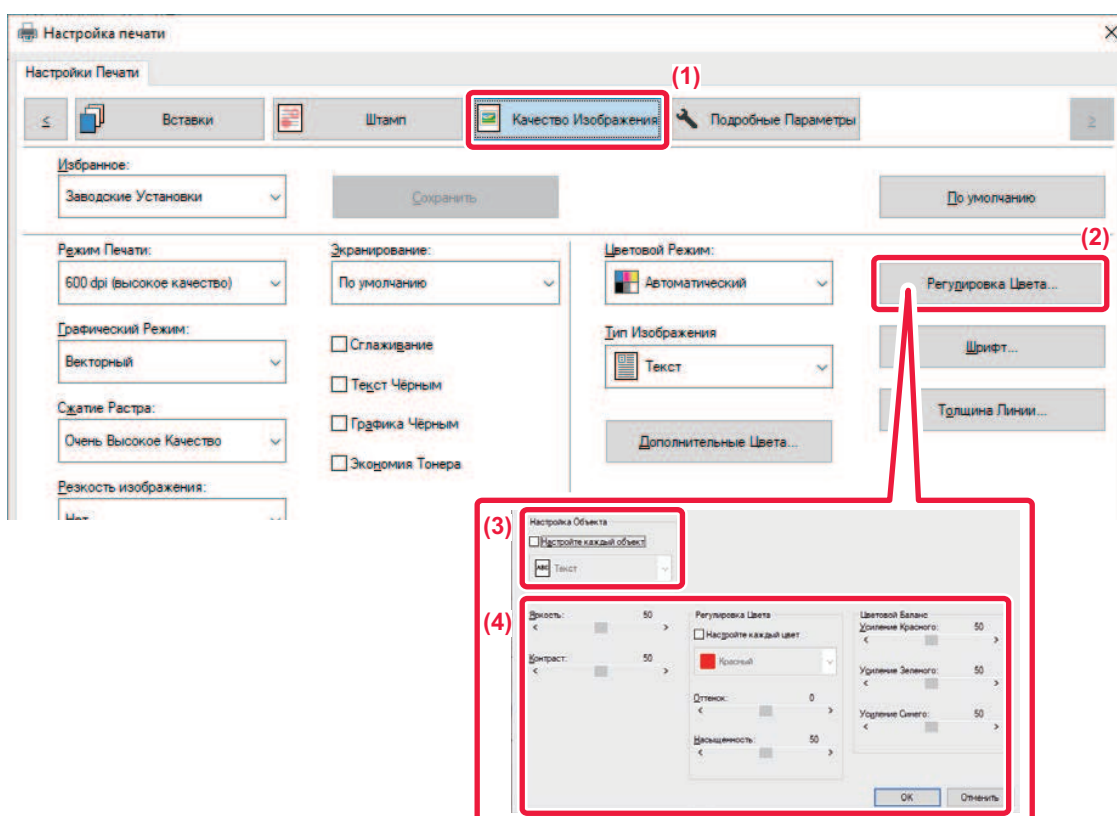 Настройка печати
Настройки Печати
(1)
< Вставки Штамп Качество Изображения Подробные Параметры >
Избранное:
Заводские Установки Сохранить По умолчанию
(2)
Режим Печати: Экранирование: Цветовой Режим:
600 dpi (высокое качество) По умолчанию Автоматический Регулировка Цвета...
Графический Режим: Сглаживание Тип Изображения Шрифт...
Векторный Текст Чёрным Текст
Сжатие Растра: Графика Чёрным Толщина Линии...
Очень Высокое Качество Экономия Тонера Дополнительные Цвета...
Резкость изображения:
Нет
(3)
Настройка Объекта
Настройте каждый объект
ABC Текст
(4)
Яркость: 50 Регулировка Цвета Цветовой Баланс
Настройте каждый цвет Усиление Красного: 50
Контраст: 50 Красный Усиление Зеленого: 50
Оттенок: 0 Усиление Синего: 50
Насыщенность: 50
OK Отменить